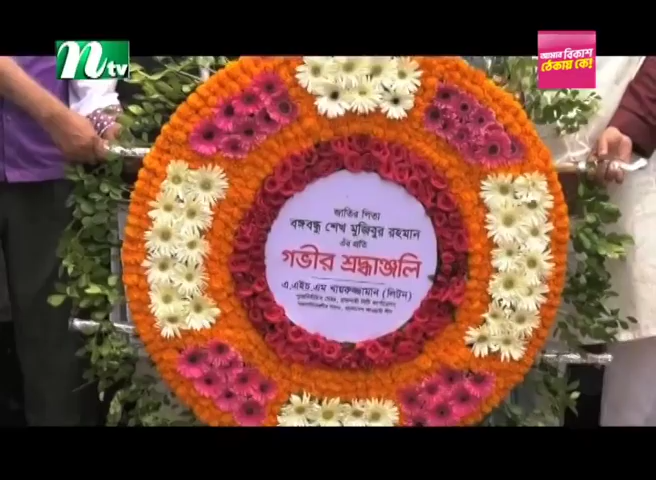 Ntv
আমার বিকাশ
ঠেকায় কে!
জাতির পিতা
বঙ্গবন্ধু শেখ মুজিবুর রহমান
এঁর প্রতি
গভীর শ্রদ্ধাঞ্জলি
এ.এইচ.এম খায়রুজ্জামান (লিটন)